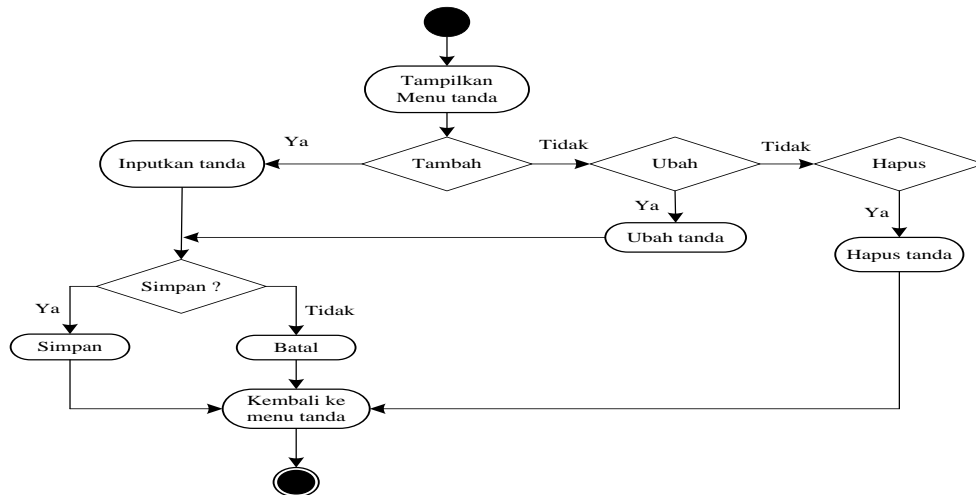 Tampilkan
Menu tanda
Ya
Tidak
Tidak
Inputkan tanda
Tambah
Ubah
Hapus
Ya
Ya
Ubah tanda
Hapus tanda
Simpan ?
Ya
Tidak
Simpan
Batal
Kembali ke
menu tanda